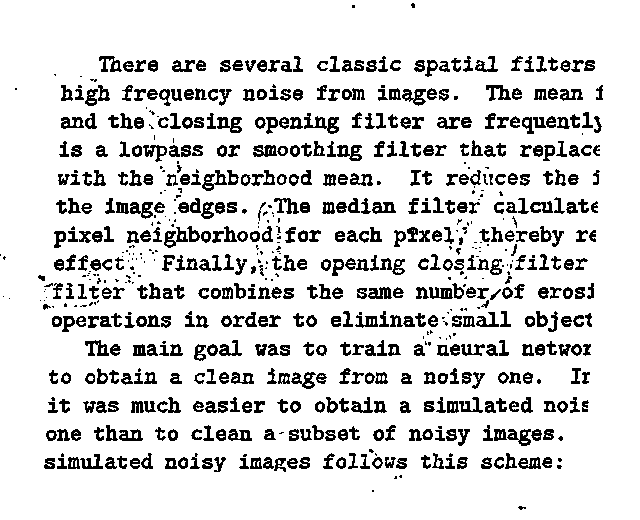 There are several classic spatial filters
high frequency noise from images. The mean f
and the closing opening filter are frequently
is a lowpass or smoothing filter that replace
with the neighborhood mean. It reduces the i
the image edges. The median filter calculate
pixel neighborhood for each pixel, thereby re
effect. Finally, the opening closing filter
filter that combines the same number of erosi
operations in order to eliminate small object
The main goal was to train a neural networ
to obtain a clean image from a noisy one. In
it was much easier to obtain a simulated nois
one than to clean a subset of noisy images.
simulated noisy images follows this scheme: